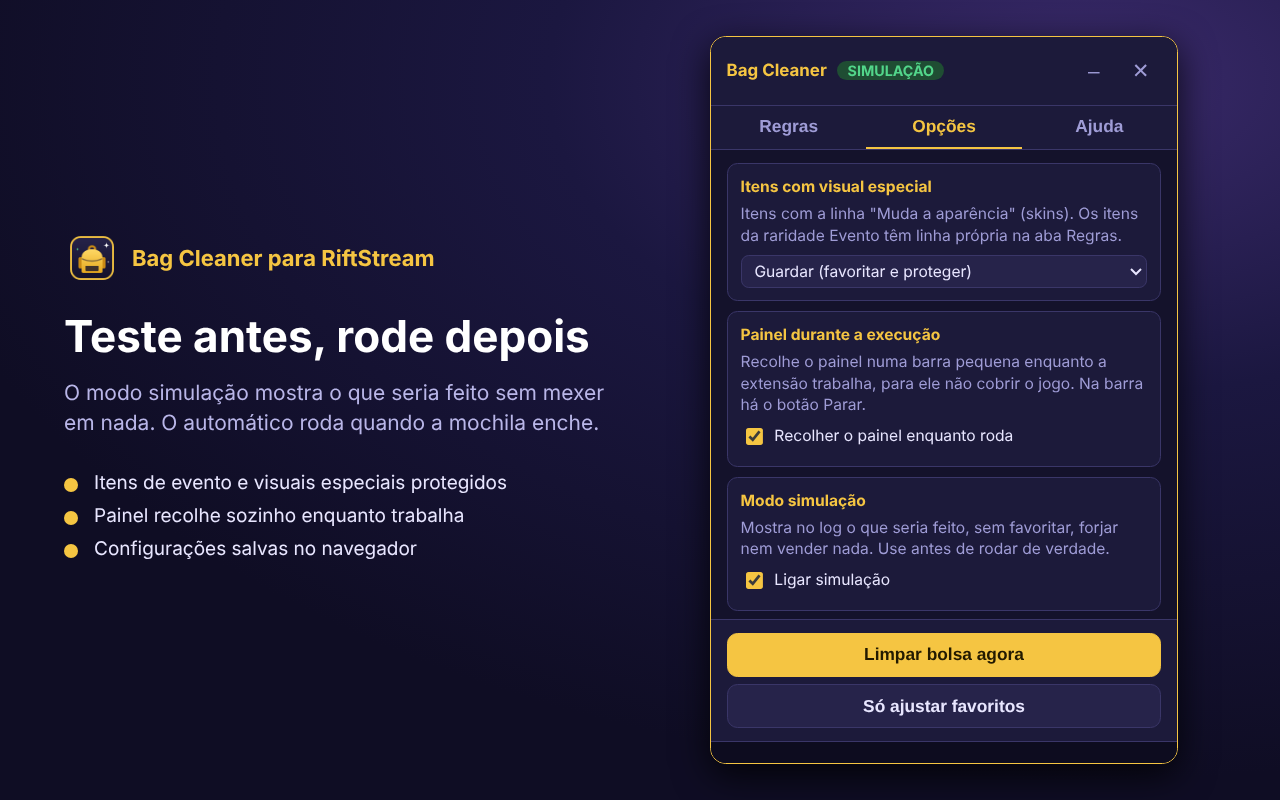 Bag Cleaner para RiftStream
Teste antes, rode depois
O modo simulação mostra o que seria feito sem mexer
em nada. O automático roda quando a mochila enche.
Itens de evento e visuais especiais protegidos
Painel recolhe sozinho enquanto trabalha
Configurações salvas no navegador
Bag Cleaner SIMULAÇÃO
Regras Opções Ajuda
Itens com visual especial
Itens com a linha "Muda a aparência" (skins). Os itens
da raridade Evento têm linha própria na aba Regras.
Guardar (favoritar e proteger)
Painel durante a execução
Recolhe o painel numa barra pequena enquanto a
extensão trabalha, para ele não cobrir o jogo. Na barra
há o botão Parar.
Recolher o painel enquanto roda
Modo simulação
Mostra no log o que seria feito, sem favoritar, forjar
nem vender nada. Use antes de rodar de verdade.
Ligar simulação
Limpar bolsa agora
Só ajustar favoritos